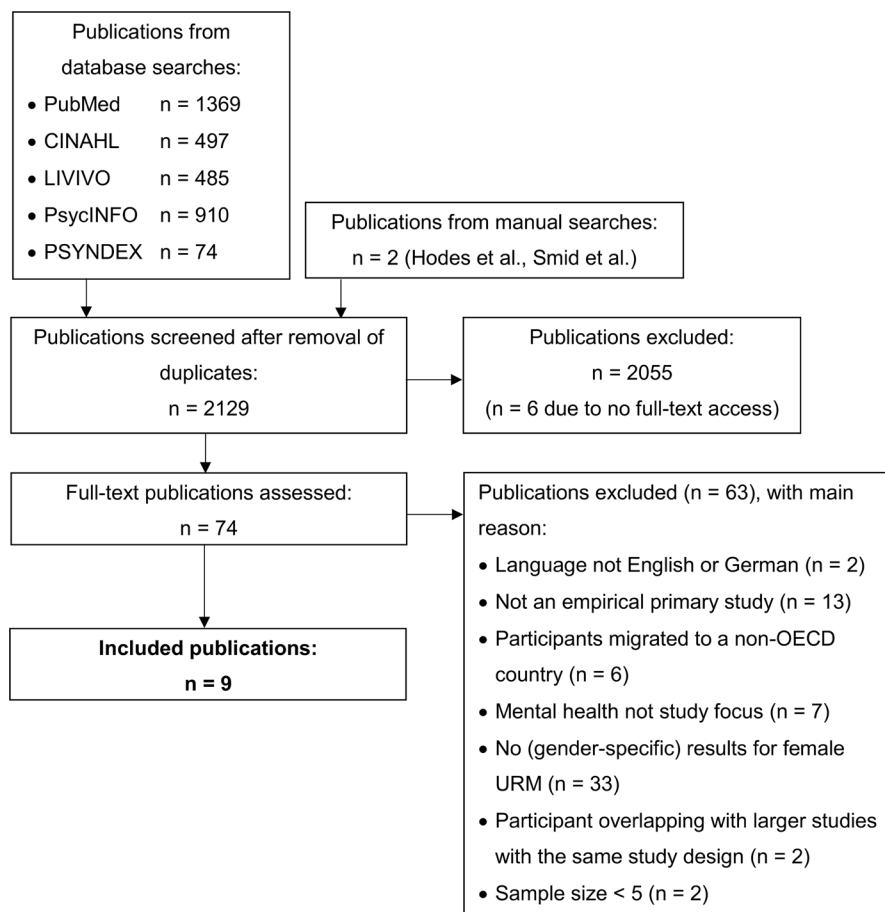 Publications from
database searches:
• PubMed n = 1369
• CINAHL n = 497
• LIVIVO n = 485
• PsycINFO n = 910
• PSYNDEX n = 74
Publications from manual searches:
n = 2 (Hodes et al., Smid et al.)
Publications screened after removal of
duplicates:
n = 2129
Publications excluded:
n = 2055
(n = 6 due to no full-text access)
Full-text publications assessed:
n = 74
Publications excluded (n = 63), with main
reason:
• Language not English or German (n = 2)
• Not an empirical primary study (n = 13)
• Participants migrated to a non-OECD
country (n = 6)
• Mental health not study focus (n = 7)
• No (gender-specific) results for female
URM (n = 33)
• Participant overlapping with larger studies
with the same study design (n = 2)
• Sample size < 5 (n = 2)
Included publications:
n = 9